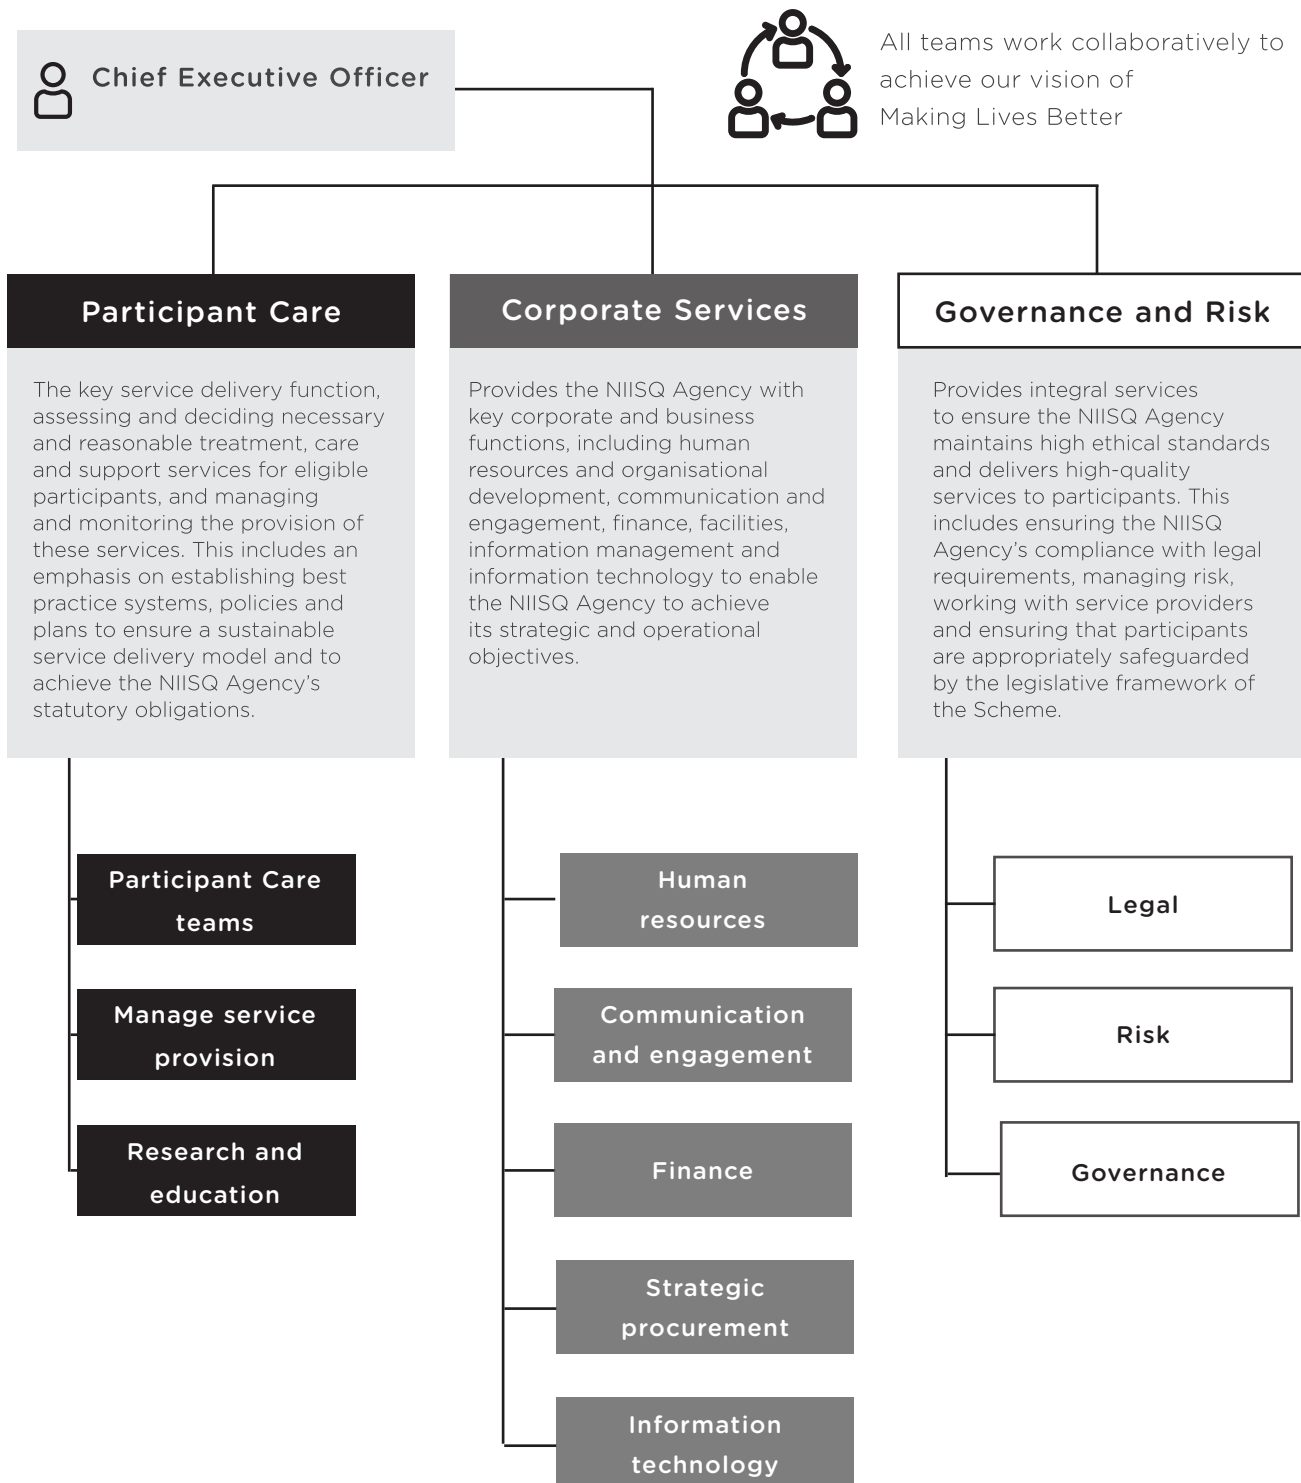 Chief Executive Officer
All teams work collaboratively to
achieve our vision of
Making Lives Better
Participant Care
The key service delivery function,
assessing and deciding necessary
and reasonable treatment, care
and support services for eligible
participants, and managing
and monitoring the provision of
these services. This includes an
emphasis on establishing best
practice systems, policies and
plans to ensure a sustainable
service delivery model and to
achieve the NIISQ Agency’s
statutory obligations.
Participant Care
teams
Manage service
provision
Research and
education
Corporate Services
Provides the NIISQ Agency with
key corporate and business
functions, including human
resources and organisational
development, communication and
engagement, finance, facilities,
information management and
information technology to enable
the NIISQ Agency to achieve
its strategic and operational
objectives.
Human
resources
Communication
and engagement
Finance
Strategic
procurement
Information
technology
Governance and Risk
Provides integral services
to ensure the NIISQ Agency
maintains high ethical standards
and delivers high-quality
services to participants. This
includes ensuring the NIISQ
Agency’s compliance with legal
requirements, managing risk,
working with service providers
and ensuring that participants
are appropriately safeguarded
by the legislative framework of
the Scheme.
Legal
Risk
Governance